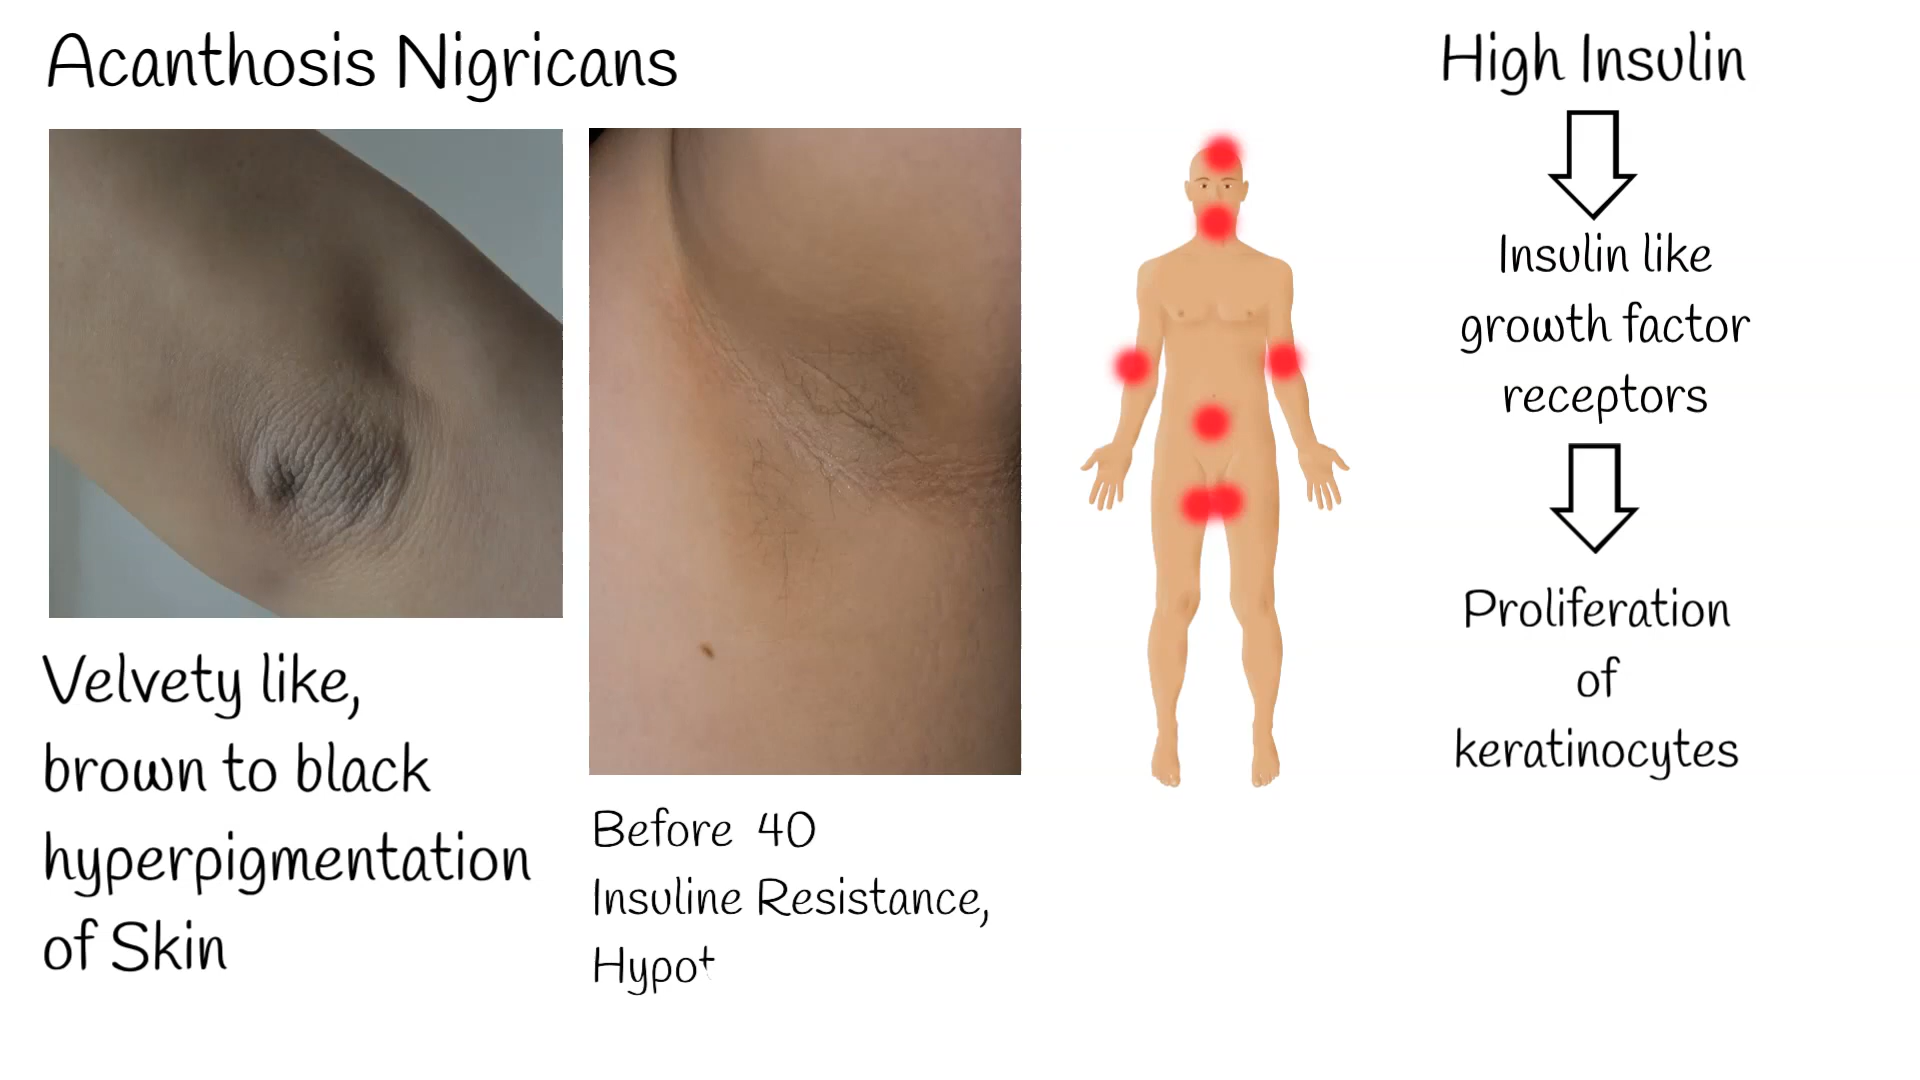 Acanthosis Nigricans
Velvety like,
brown to black
hyperpigmentation
of Skin
Before 40
Insuline Resistance,
Hypot
High Insulin
Insulin like
growth factor
receptors
Proliferation
of
keratinocytes